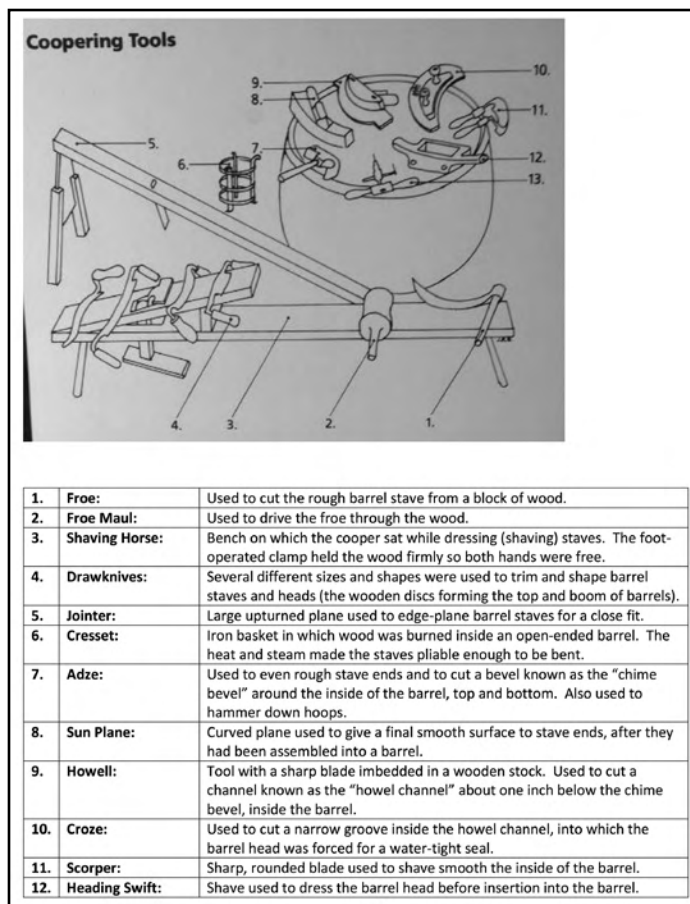 Coopering Tools
9.
8.
10.
11.
5.
7.
6.
12.
13.
4.
3.
2.
1.
1. Froe: Used to cut the rough barrel stave from a block of wood.
2. Froe Maul: Used to drive the froe through the wood.
3. Shaving Horse: Bench on which the cooper sat while dressing (shaving) staves. The foot-
operated clamp held the wood firmly so both hands were free.
4. Drawknives: Several different sizes and shapes were used to trim and shape barrel
staves and heads (the wooden discs forming the top and boom of barrels).
5. Jointer: Large upturned plane used to edge-plane barrel staves for a close fit.
6. Cresset: Iron basket in which wood was burned inside an open-ended barrel. The
heat and steam made the staves pliable enough to be bent.
7. Adze: Used to even rough stave ends and to cut a bevel known as the “chime
bevel” around the inside of the barrel, top and bottom. Also used to
hammer down hoops.
8. Sun Plane: Curved plane used to give a final smooth surface to stave ends, after they
had been assembled into a barrel.
9. Howell: Tool with a sharp blade imbedded in a wooden stock. Used to cut a
channel known as the “howel channel” about one inch below the chime
bevel, inside the barrel.
10. Croze: Used to cut a narrow groove inside the howel channel, into which the
barrel head was forced for a water-tight seal.
11. Scorper: Sharp, rounded blade used to shave smooth the inside of the barrel.
12. Heading Swift: Shave used to dress the barrel head before insertion into the barrel.